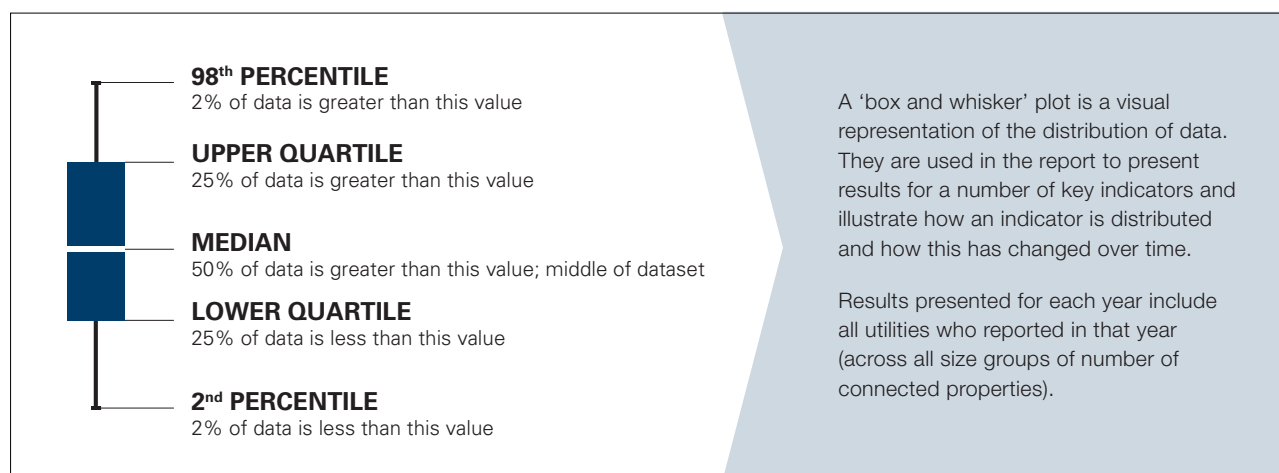 98th PERCENTILE
2% of data is greater than this value
UPPER QUARTILE
25% of data is greater than this value
MEDIAN
50% of data is greater than this value; middle of dataset
LOWER QUARTILE
25% of data is less than this value
2nd PERCENTILE
2% of data is less than this value
A ‘box and whisker’ plot is a visual
representation of the distribution of data.
They are used in the report to present
results for a number of key indicators and
illustrate how an indicator is distributed
and how this has changed over time.
Results presented for each year include
all utilities who reported in that year
(across all size groups of number of
connected properties).